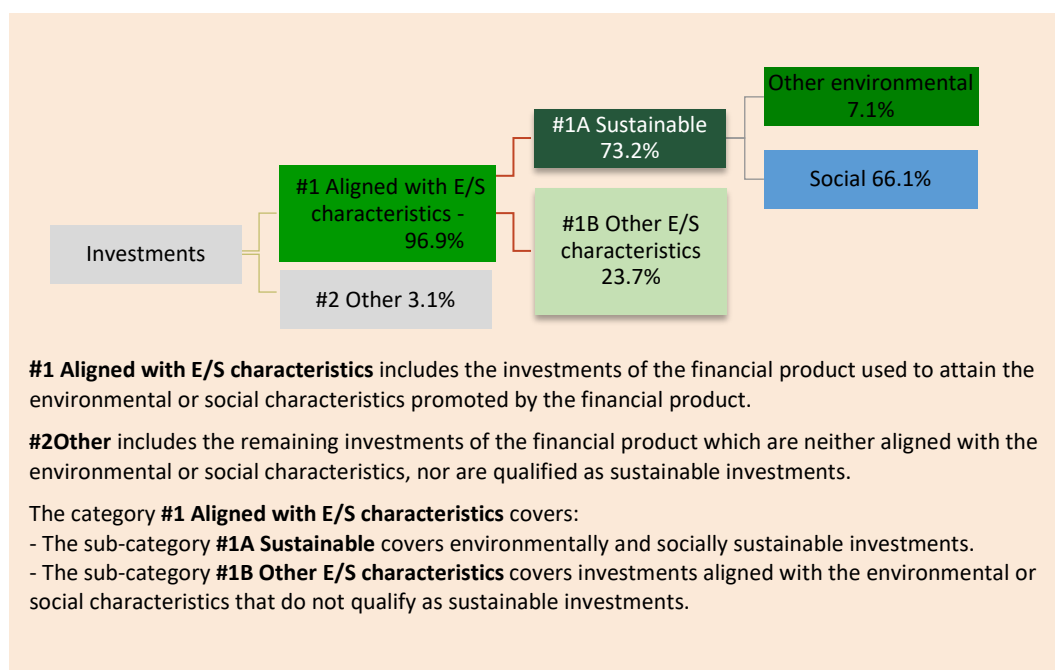 Other environmental
7.1%
#1A Sustainable
73.2%
Social 66.1%
#1 Aligned with E/S
characteristics -
96.9%
#1B Other E/S
characteristics
23.7%
Investments
#2 Other 3.1%
#1 Aligned with E/S characteristics includes the investments of the financial product used to attain the
environmental or social characteristics promoted by the financial product.
#2Other includes the remaining investments of the financial product which are neither aligned with the
environmental or social characteristics, nor are qualified as sustainable investments.
The category #1 Aligned with E/S characteristics covers:
- The sub-category #1A Sustainable covers environmentally and socially sustainable investments.
- The sub-category #1B Other E/S characteristics covers investments aligned with the environmental or
social characteristics that do not qualify as sustainable investments.